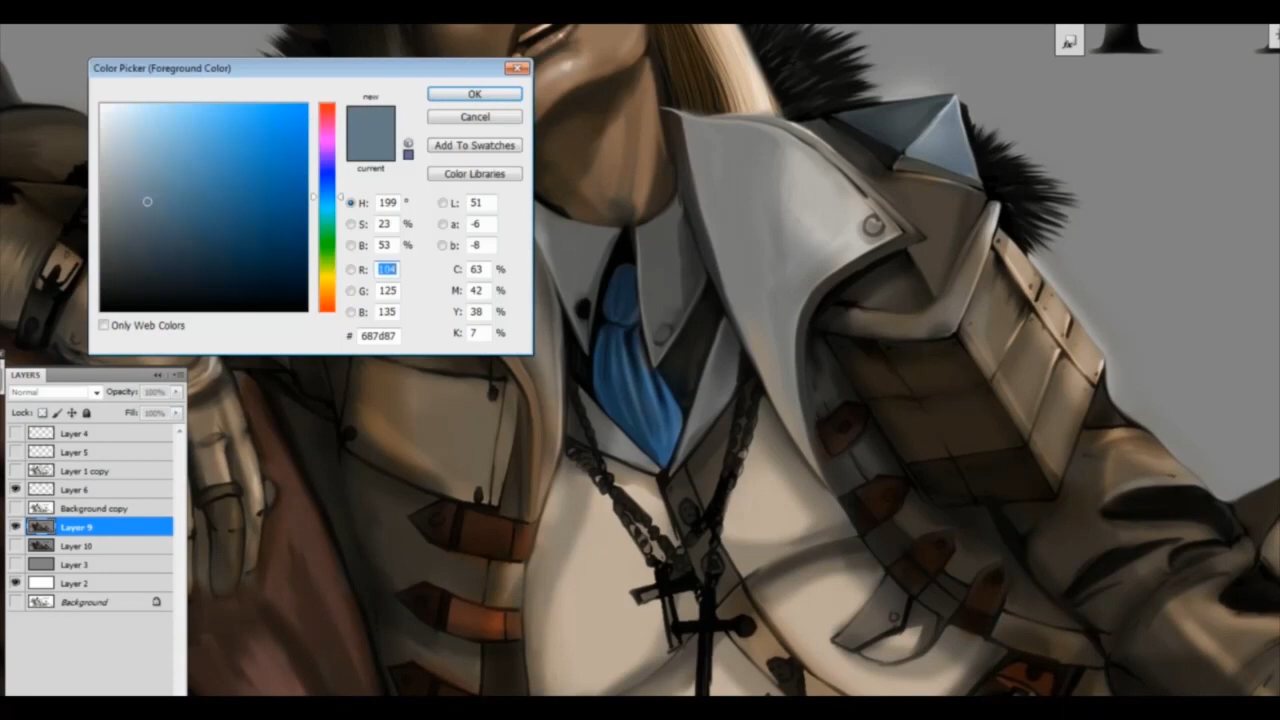 Color Picker (Foreground Color)
new
current
OK
Cancel
Add To Swatches
Color Libraries
H: 199 °
S: 23 %
B: 53 %
R: 104
G: 125
B: 135
# 687d87
L: 51
a: -6
b: -8
C: 63 %
M: 42 %
Y: 38 %
K: 7 %
Only Web Colors
LAYERS
Normal
Opacity: 100%
Lock:
Fill: 100%
Layer 4
Layer 5
Layer 1 copy
Layer 6
Background copy
Layer 9
Layer 10
Layer 3
Layer 2
Background
fx